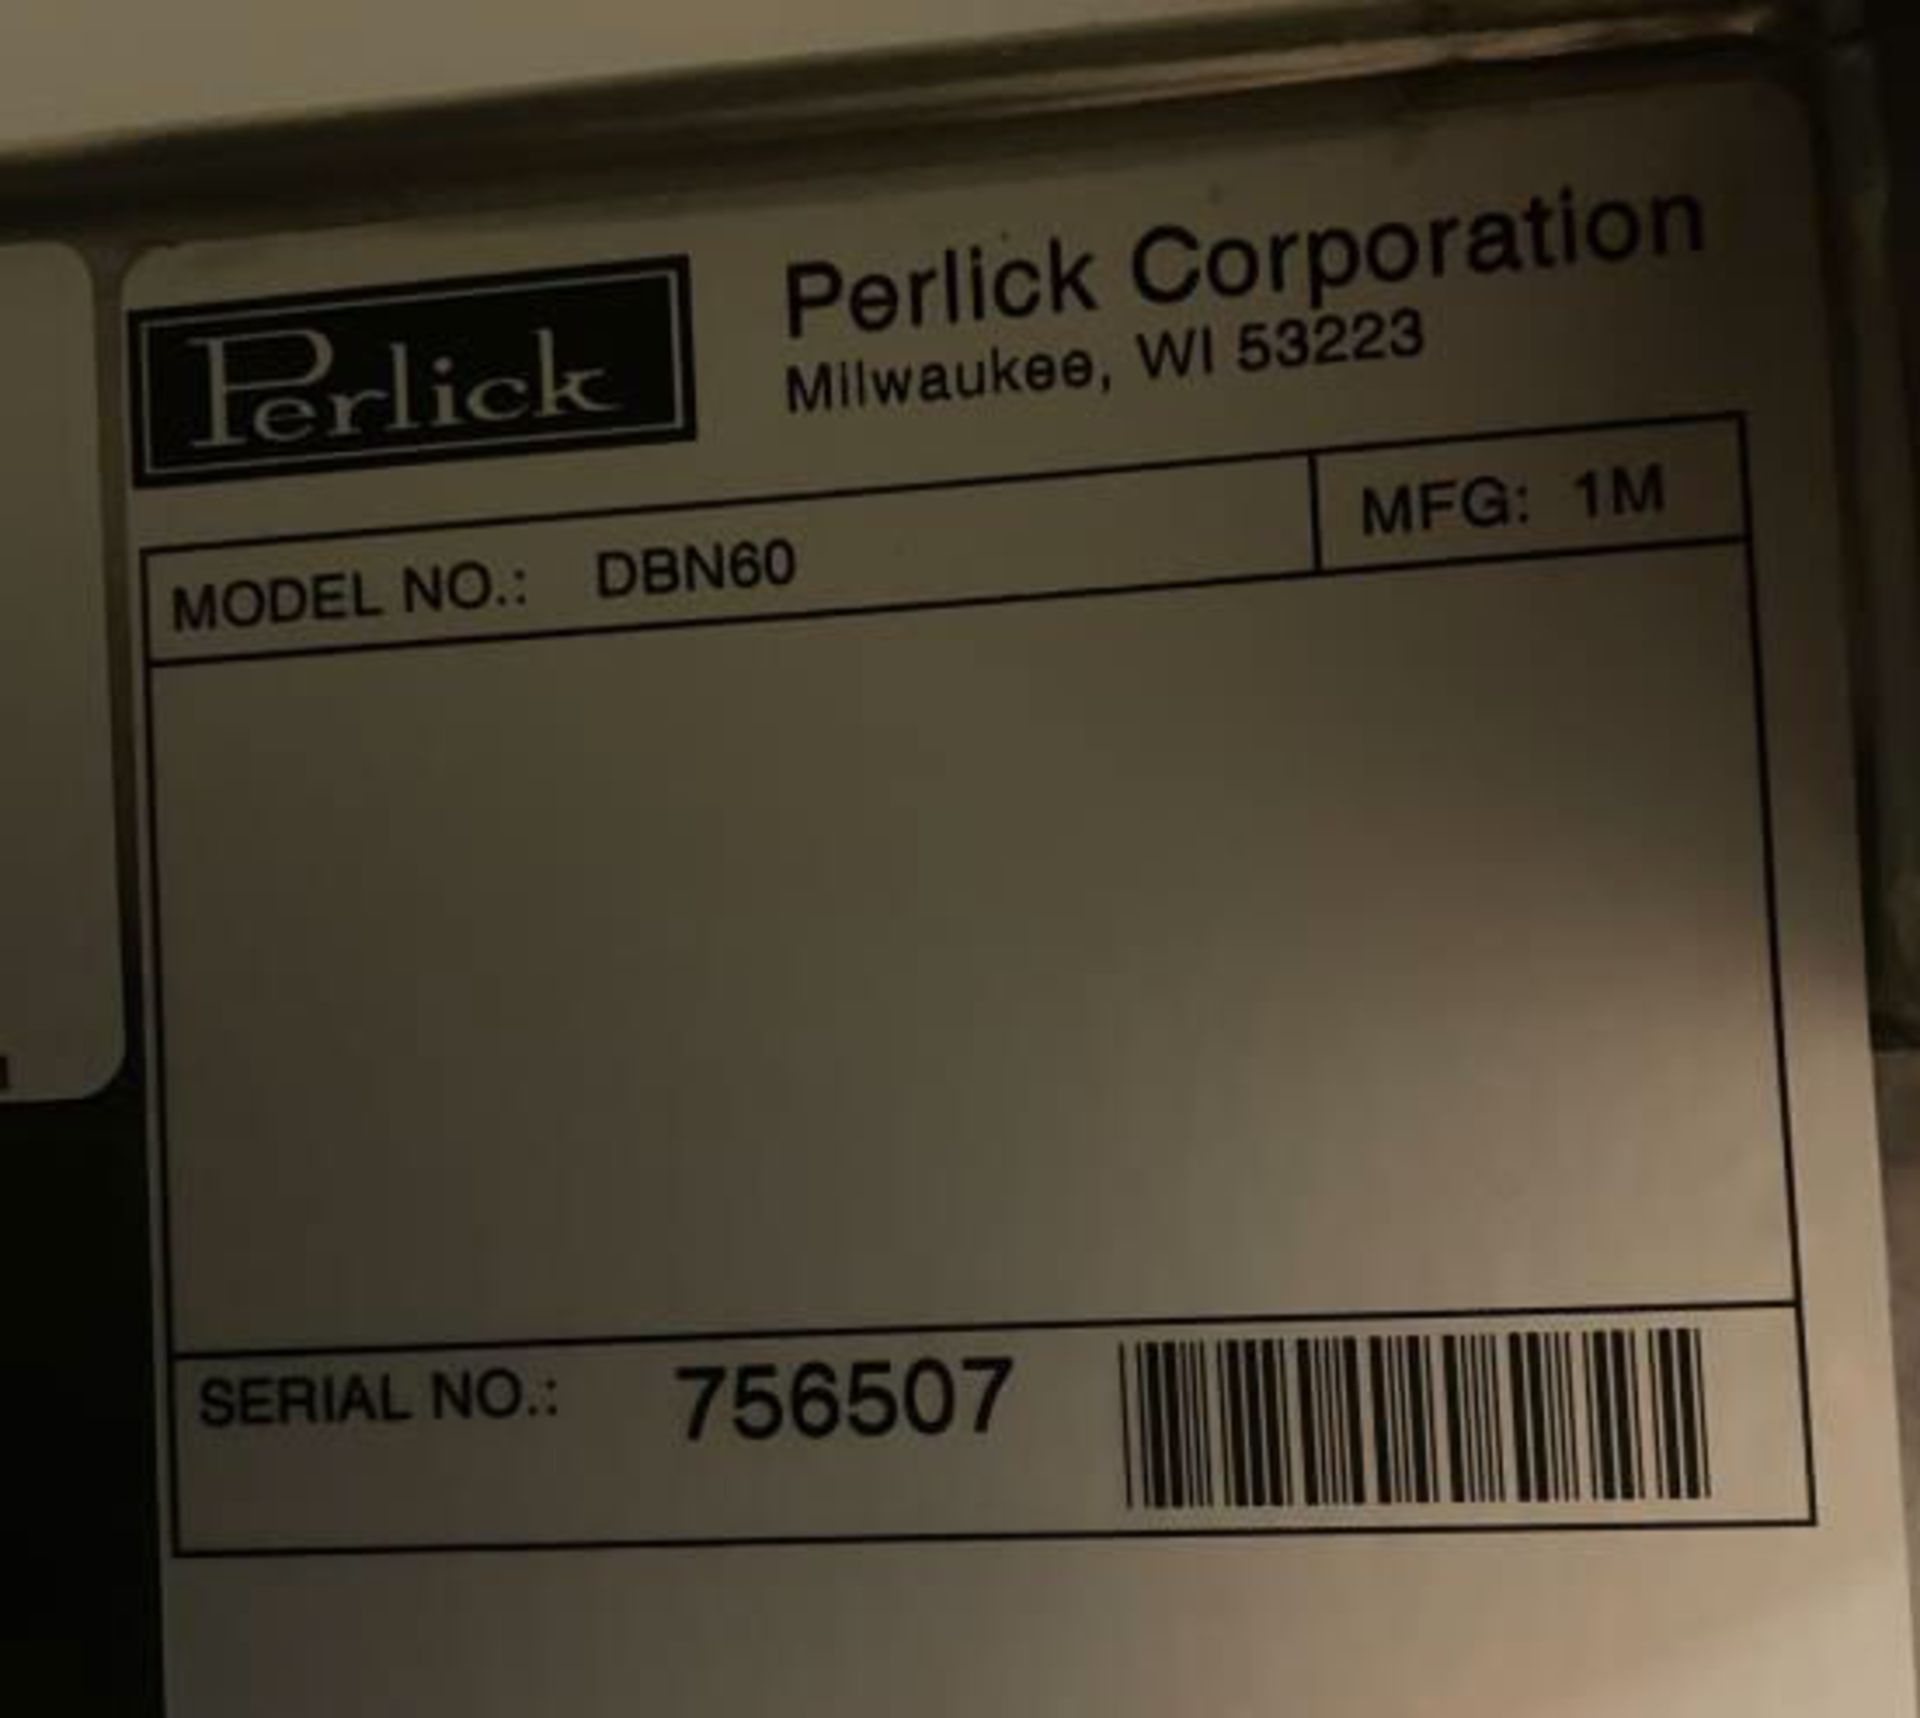 Perlick
Perlick Corporation
Milwaukee, WI 53223
MODEL NO.: DBN60
MFG: 1M
SERIAL NO.: 756507